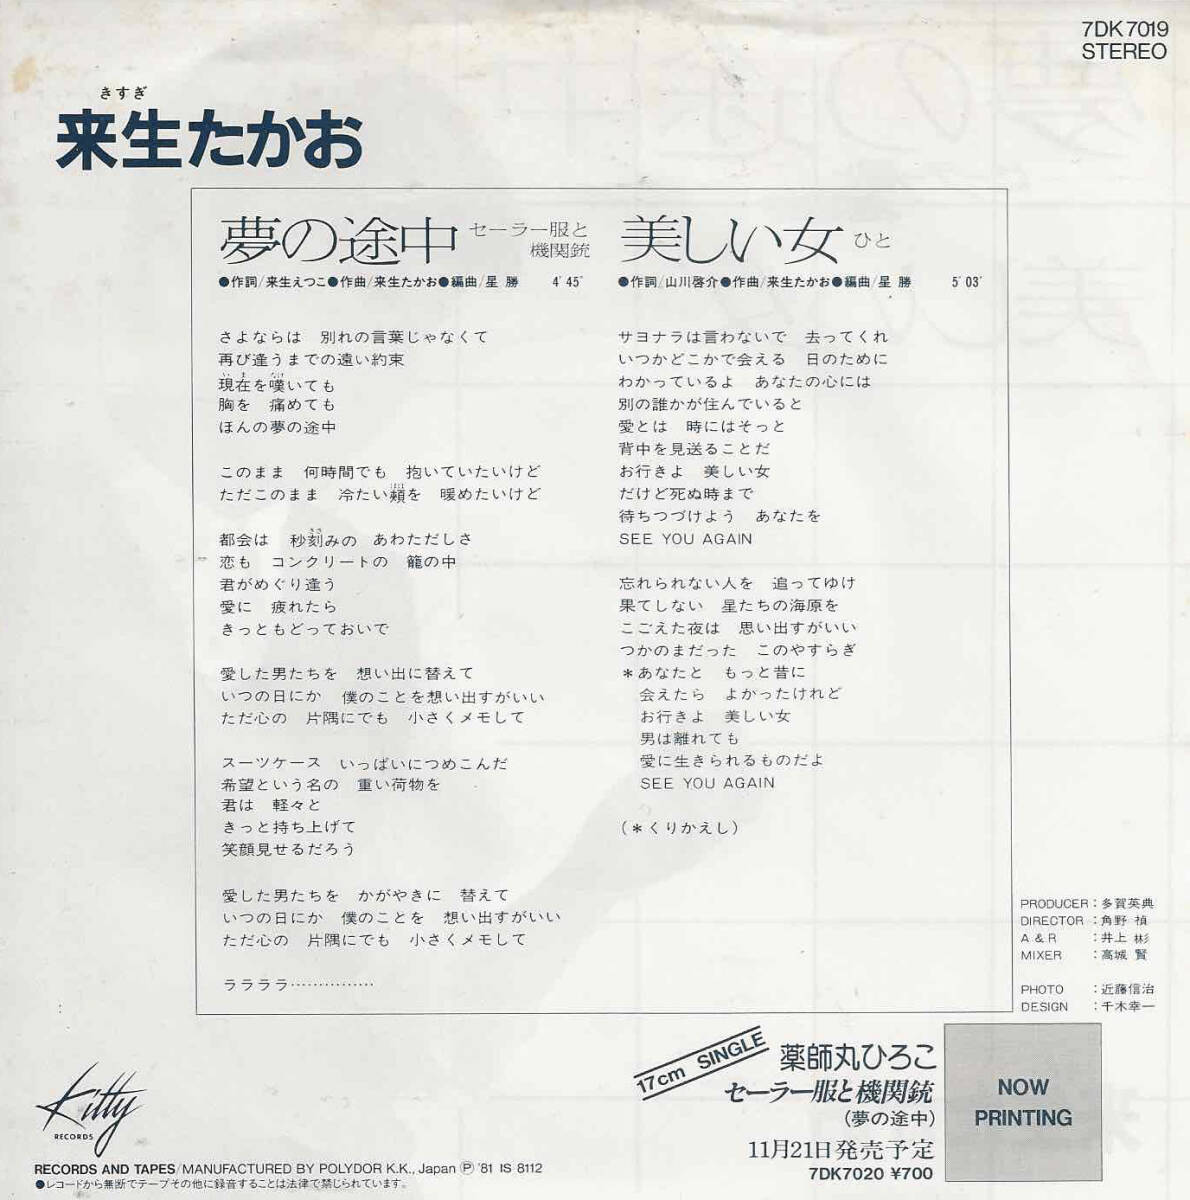 7DK7019
STEREO
きすぎ
来生たかお
夢の途中 セーラー服と機関銃
●作詞/来生えつこ●作曲/来生たかお●編曲/星 勝 4'45"
さよならは 別れの言葉じゃなくて
再び逢うまでの遠い約束
いま なげ
現在を嘆いても
胸を 痛めても
ほんの夢の途中
このまま 何時間でも 抱いていたいけど
ほほ
ただこのまま 冷たい頬を 暖めたいけど
きざ
都会は 秒刻みの あわただしさ
恋も コンクリートの 籠の中
君がめぐり逢う
愛に 疲れたら
きっともどっておいで
愛した男たちを 想い出に替えて
いつの日にか 僕のことを想い出すがいい
ただ心の 片隅にでも 小さくメモして
スーツケース いっぱいにつめこんだ
希望という名の 重い荷物を
君は 軽々と
きっと持ち上げて
笑顔見せるだろう
愛した男たちを かがやきに 替えて
いつの日にか 僕のことを 想い出すがいい
ただ心の 片隅にでも 小さくメモして
ララララ……………
美しい女 ひと
●作詞/山川啓介●作曲/来生たかお●編曲/星 勝 5'03"
サヨナラは言わないで 去ってくれ
いつかどこかで会える 日のために
わかっているよ あなたの心には
別の誰かが住んでいると
愛とは 時にはそっと
背中を見送ることだ
お行きよ 美しい女
だけど死ぬ時まで
待ちつづけよう あなたを
SEE YOU AGAIN
忘れられない人を 追ってゆけ
果てしない 星たちの海原を
こごえた夜は 思い出すがいい
つかのまだった このやすらぎ
＊あなたと もっと昔に
会えたら よかったけれど
お行きよ 美しい女
男は離れても
愛に生きられるものだよ
SEE YOU AGAIN
(＊くりかえし)
PRODUCER：多賀英典
DIRECTOR：角野 禎
A & R：井上 彬
MIXER：高城 賢
PHOTO：近藤信治
DESIGN：千木幸一
17cm SINGLE
薬師丸ひろこ
セーラー服と機関銃
(夢の途中)
11月21日発売予定
7DK7020 ¥700
NOW
PRINTING
Kitty
RECORDS
RECORDS AND TAPES/MANUFACTURED BY POLYDOR K.K., Japan Ⓟ'81 IS 8112
●レコードから無断でテープその他に録音することは法律で禁じられています。